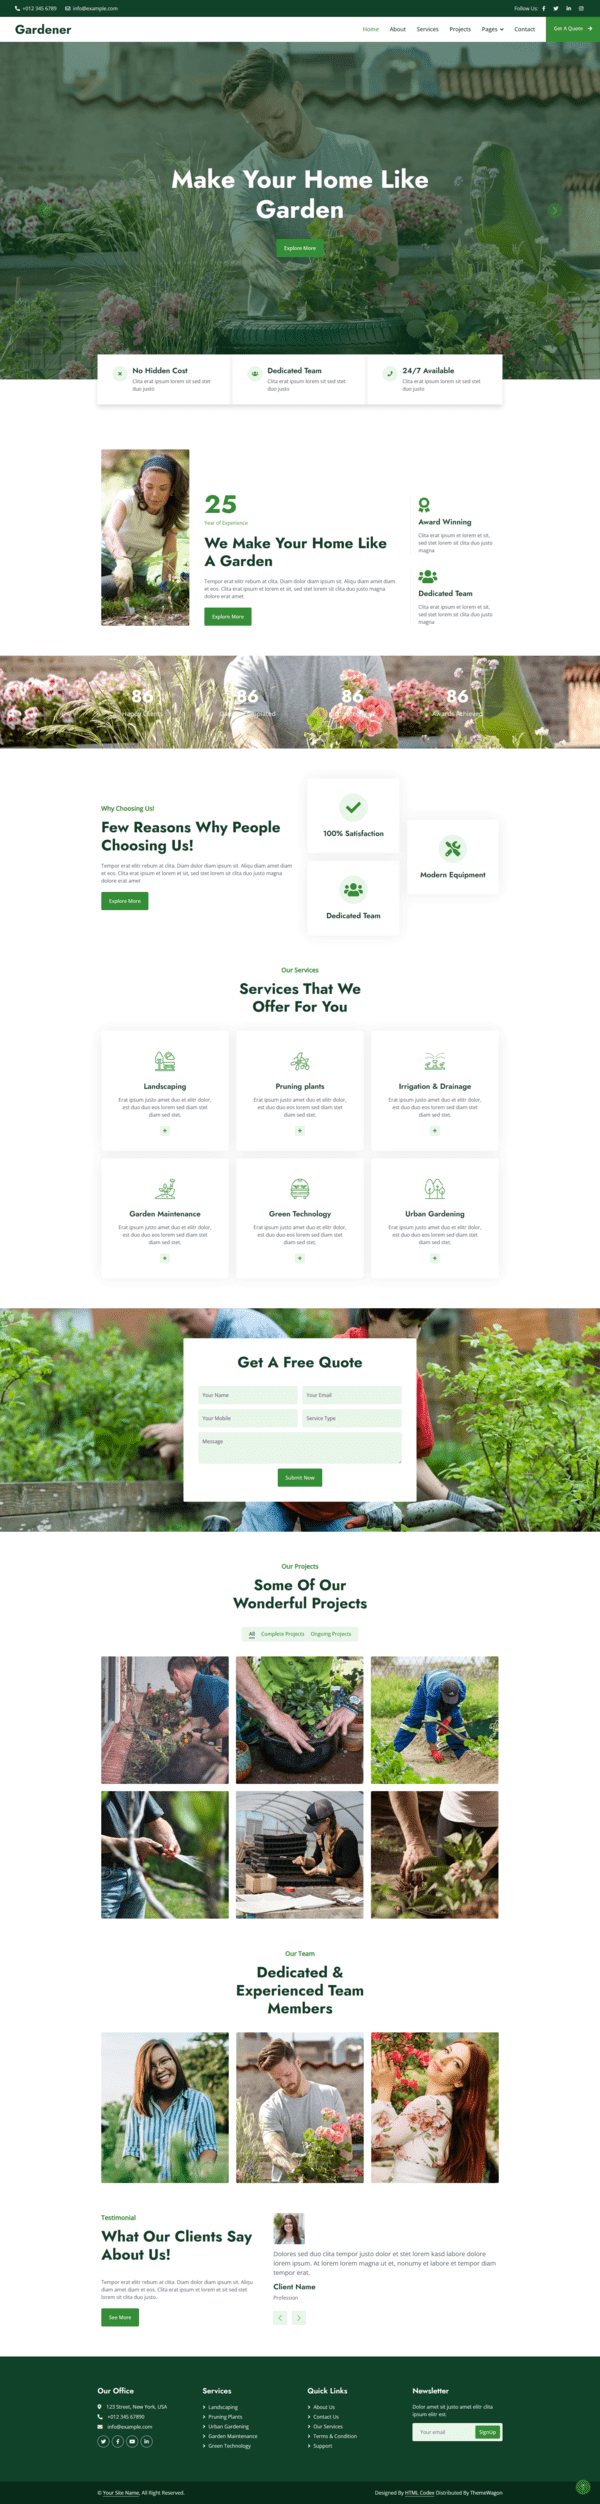 +012 345 6789 info@example.com Follow Us:
Gardener
Home About Services Projects Pages Contact Get A Quote
Make Your Home Like
Garden
Explore More
No Hidden Cost
Clita erat ipsum lorem sit sed stet
duo justo
Dedicated Team
Clita erat ipsum lorem sit sed stet
duo justo
24/7 Available
Clita erat ipsum lorem sit sed stet
duo justo
25
Year of Experience
We Make Your Home Like
A Garden
Tempor erat elitr rebum at clita. Diam dolor diam ipsum sit. Aliqu diam amet diam
et eos. Clita erat ipsum et lorem et sit, sed stet lorem sit clita duo justo magna
dolore erat amet
Explore More
Award Winning
Clita erat ipsum et lorem et sit,
sed stet lorem sit clita duo justo
magna
Dedicated Team
Clita erat ipsum et lorem et sit,
sed stet lorem sit clita duo justo
magna
86 86 86 86
Happy Clients Awards Achieved
Why Choosing Us!
Few Reasons Why People
Choosing Us!
Tempor erat elitr rebum at clita. Diam dolor diam ipsum sit. Aliqu diam amet diam
et eos. Clita erat ipsum et lorem et sit, sed stet lorem sit clita duo justo magna
dolore erat amet
Explore More
100% Satisfaction
Dedicated Team
Modern Equipment
Our Services
Services That We
Offer For You
Landscaping
Erat ipsum justo amet duo et elitr dolor,
est duo duo eos lorem sed diam stet
diam sed stet.
Pruning plants
Erat ipsum justo amet duo et elitr dolor,
est duo duo eos lorem sed diam stet
diam sed stet.
Irrigation & Drainage
Erat ipsum justo amet duo et elitr dolor,
est duo duo eos lorem sed diam stet
diam sed stet.
Garden Maintenance
Erat ipsum justo amet duo et elitr dolor,
est duo duo eos lorem sed diam stet
diam sed stet.
Green Technology
Erat ipsum justo amet duo et elitr dolor,
est duo duo eos lorem sed diam stet
diam sed stet.
Urban Gardening
Erat ipsum justo amet duo et elitr dolor,
est duo duo eos lorem sed diam stet
diam sed stet.
Get A Free Quote
Your Name Your Email
Your Mobile Service Type
Message
Submit Now
Our Projects
Some Of Our
Wonderful Projects
All Complete Projects Ongoing Projects
Our Team
Dedicated &
Experienced Team
Members
Testimonial
What Our Clients Say
About Us!
Tempor erat elitr rebum at clita. Diam dolor diam ipsum sit. Aliqu
diam amet diam et eos. Clita erat ipsum et lorem et sit sed stet
lorem sit clita duo justo.
See More
Dolores sed duo clita tempor justo dolor et stet lorem kasd labore dolore
lorem ipsum. At lorem lorem magna ut et, nonumy et labore et tempor diam
tempor erat.
Client Name
Profession
Our Office
123 Street, New York, USA
+012 345 67890
info@example.com
Services
Landscaping
Pruning Plants
Urban Gardening
Garden Maintenance
Green Technology
Quick Links
About Us
Contact Us
Our Services
Terms & Condition
Support
Newsletter
Dolor amet sit justo amet elitr clita
ipsum elitr est.
Your email SignUp
© Your Site Name, All Right Reserved.
Designed By HTML Codex Distributed By ThemeWagon